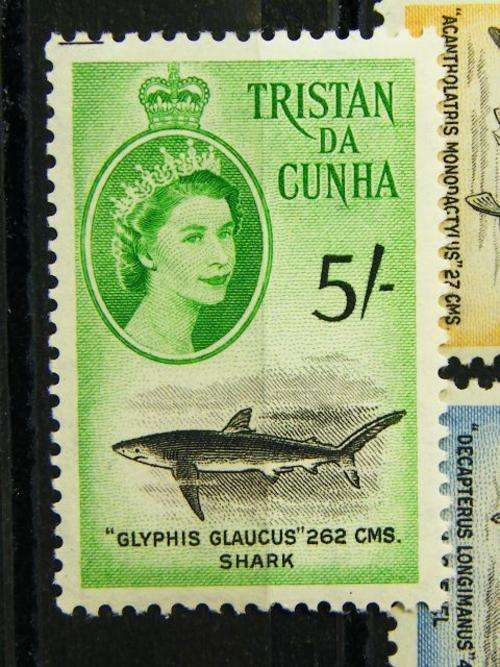 TRISTAN
DA
CUNHA
5/-
"GLYPHIS GLAUCUS" 262 CMS.
SHARK
"ACANTHOLATRIS MONODACTYLUS" 27 CMS.
"DECAPTERUS LONGIMANUS"